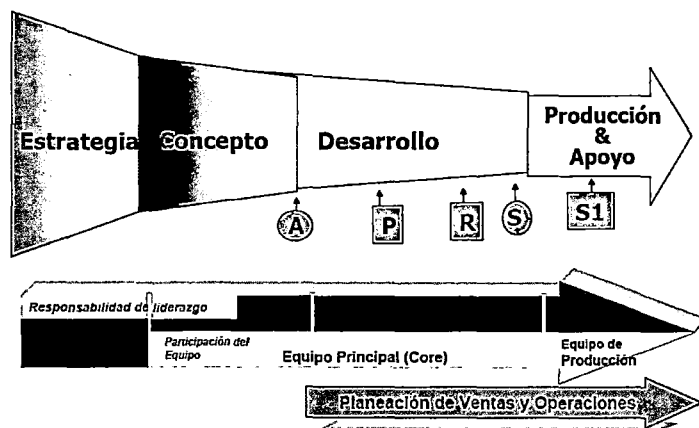 Estrategia
Concepto
Desarrollo
Producción
&
Apoyo
A
P
R
S
S1
Responsabilidad de liderazgo
Participación del
Equipo
Equipo Principal (Core)
Equipo de
Producción
Planeación de Ventas y Operaciones